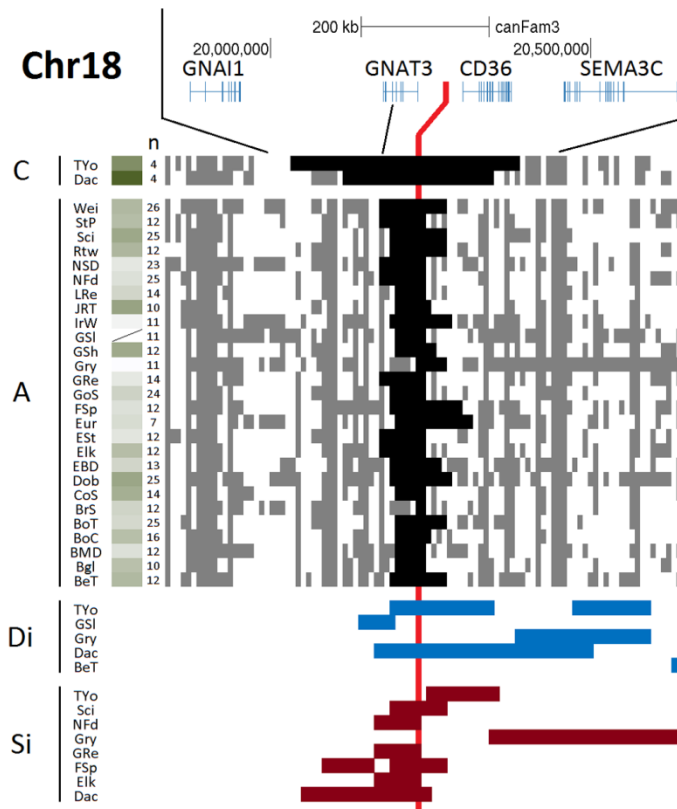 200 kb canFam3
Chr18 20,000,000 20,500,000
GNAI1 GNAT3 CD36 SEMA3C
n
C
TYo 4
Dac 4
A
Wei 26
StP 12
Sci 25
Rtw 12
NSD 23
NFd 25
LRe 14
JRT 10
IrW 11
GSl 11
GSh 12
Gry 11
GRe 14
GoS 24
FSp 12
Eur 7
ESt 12
Elk 12
EBD 13
Dob 25
CoS 14
BrS 12
BoT 25
BoC 16
BMD 12
Bgl 10
BeT 12
Di
TYo
GSl
Gry
Dac
BeT
Si
TYo
Sci
NFd
Gry
GRe
FSp
Elk
Dac